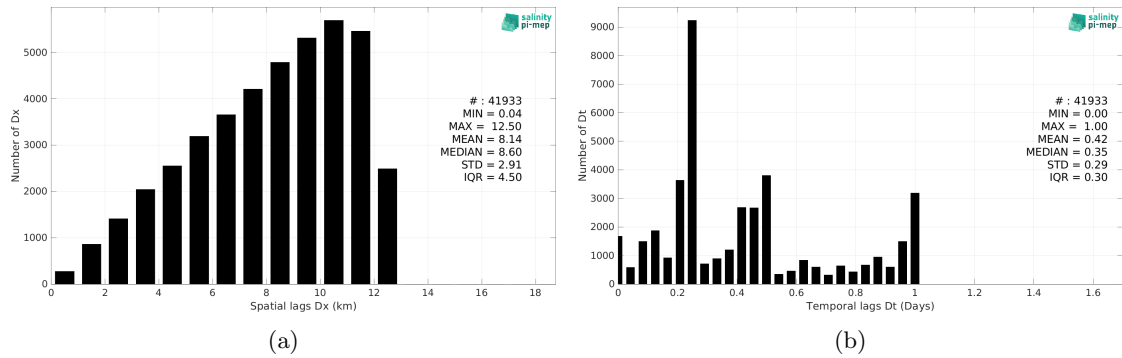 salinity
pi-mep
Number of Dx
5000
4000
3000
2000
1000
0
# : 41933
MIN = 0.04
MAX = 12.50
MEAN = 8.14
MEDIAN = 8.60
STD = 2.91
IQR = 4.50
0 2 4 6 8 10 12 14 16 18
Spatial lags Dx (km)
(a)
salinity
pi-mep
Number of Dt
9000
8000
7000
6000
5000
4000
3000
2000
1000
0
# : 41933
MIN = 0.00
MAX = 1.00
MEAN = 0.42
MEDIAN = 0.35
STD = 0.29
IQR = 0.30
0 0.2 0.4 0.6 0.8 1 1.2 1.4 1.6
Temporal lags Dt (Days)
(b)